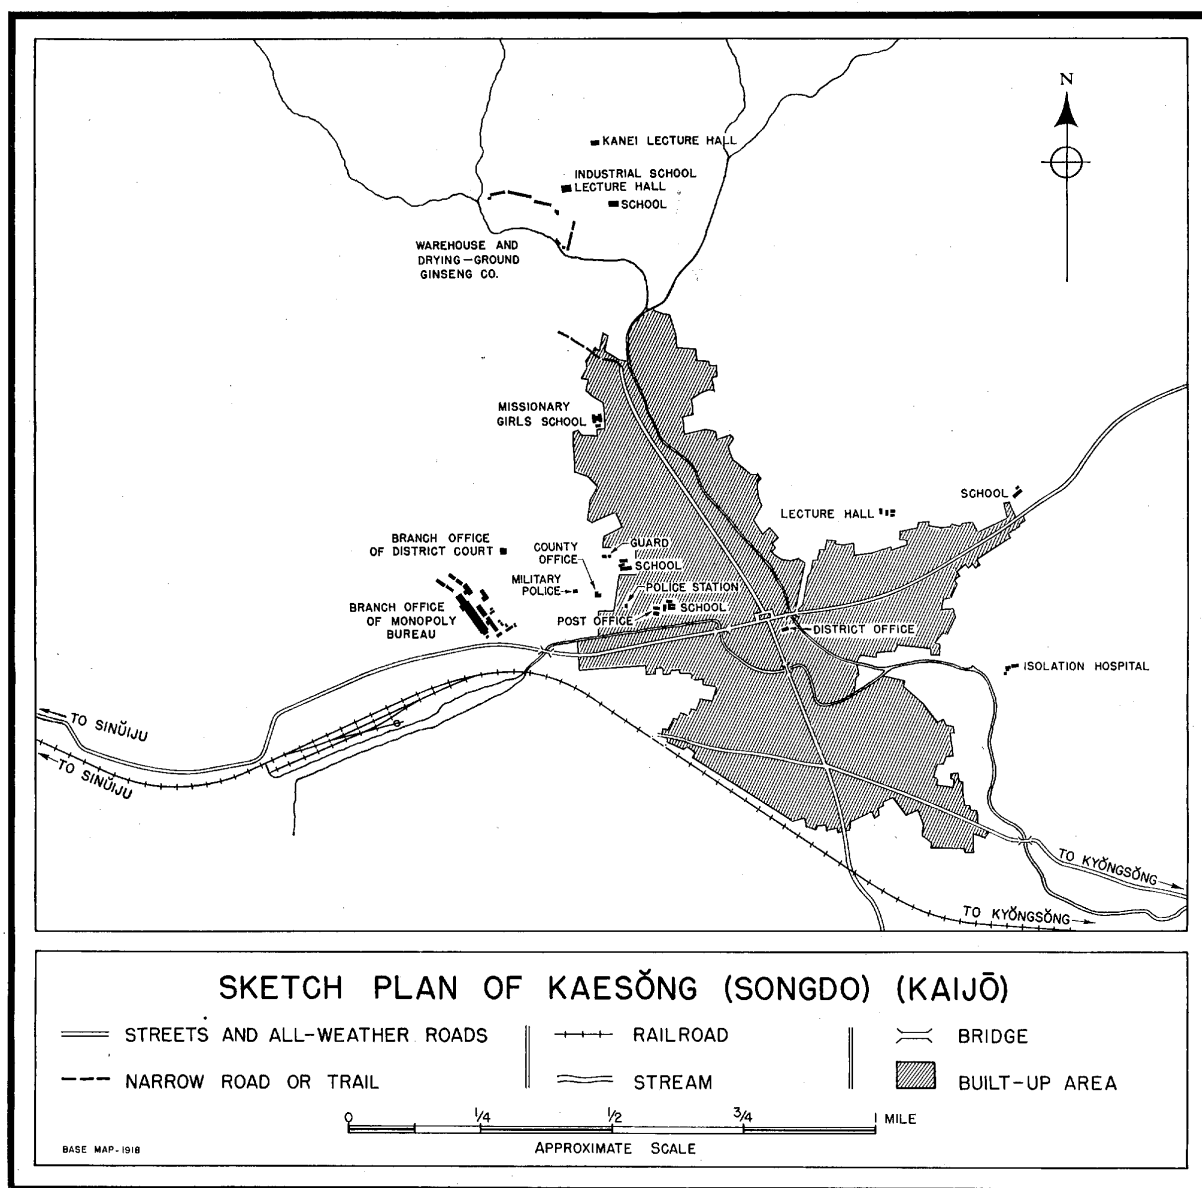 N
KANEI LECTURE HALL
INDUSTRIAL SCHOOL
LECTURE HALL
SCHOOL
WAREHOUSE AND
DRYING-GROUND
GINSENG CO.
MISSIONARY
GIRLS SCHOOL
SCHOOL
LECTURE HALL
BRANCH OFFICE
OF DISTRICT COURT
COUNTY
OFFICE
GUARD
SCHOOL
MILITARY
POLICE
POLICE STATION
BRANCH OFFICE
OF MONOPOLY
BUREAU
POST OFFICE
SCHOOL
DISTRICT OFFICE
ISOLATION HOSPITAL
TO SINŬIJU
TO SINŬIJU
TO KYŎNGSŎNG
TO KYŎNGSŎNG
SKETCH PLAN OF KAESŎNG (SONGDO) (KAIJŌ)
STREETS AND ALL-WEATHER ROADS
RAILROAD
BRIDGE
NARROW ROAD OR TRAIL
STREAM
BUILT-UP AREA
0 1/4 1/2 3/4 1 MILE
APPROXIMATE SCALE
BASE MAP-1918